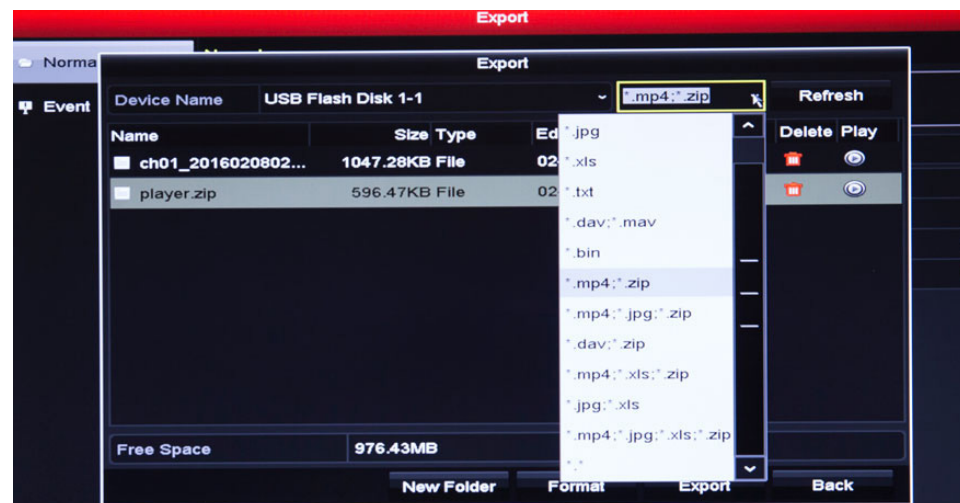 Export
Norma
Export
Event
Device Name USB Flash Disk 1-1 *.mp4;*.zip Refresh
Name Size Type Ed Delete Play
ch01_2016020802... 1047.28KB File 02
player.zip 596.47KB File 02
*.jpg
*.xls
*.txt
*.dav;*.mav
*.bin
*.mp4;*.zip
*.mp4;*.jpg;*.zip
*.dav;*.zip
*.mp4;*.xls;*.zip
*.jpg;*.xls
*.mp4;*.jpg;*.xls;*.zip
*.*
Free Space 976.43MB
New Folder Format Export Back